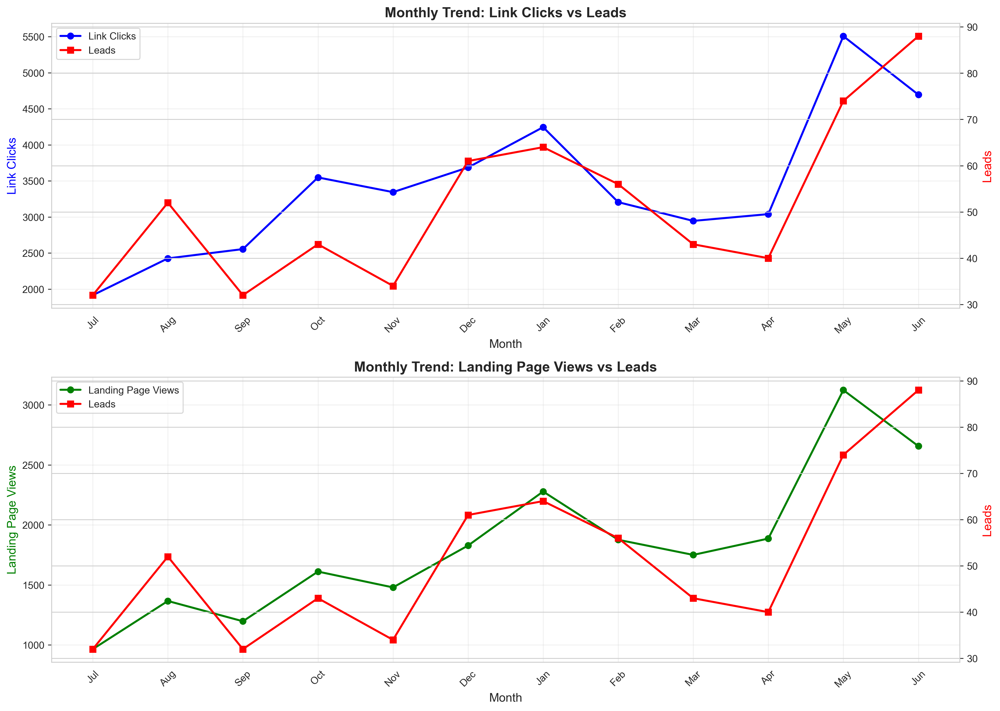 Monthly Trend: Link Clicks vs Leads
Link Clicks
Leads
5500
5000
4500
4000
3500
3000
2500
2000
Link Clicks
90
80
70
60
50
40
30
Leads
Jul Aug Sep Oct Nov Dec Jan Feb Mar Apr May Jun
Month
Monthly Trend: Landing Page Views vs Leads
Landing Page Views
Leads
3000
2500
2000
1500
1000
Landing Page Views
90
80
70
60
50
40
30
Leads
Jul Aug Sep Oct Nov Dec Jan Feb Mar Apr May Jun
Month